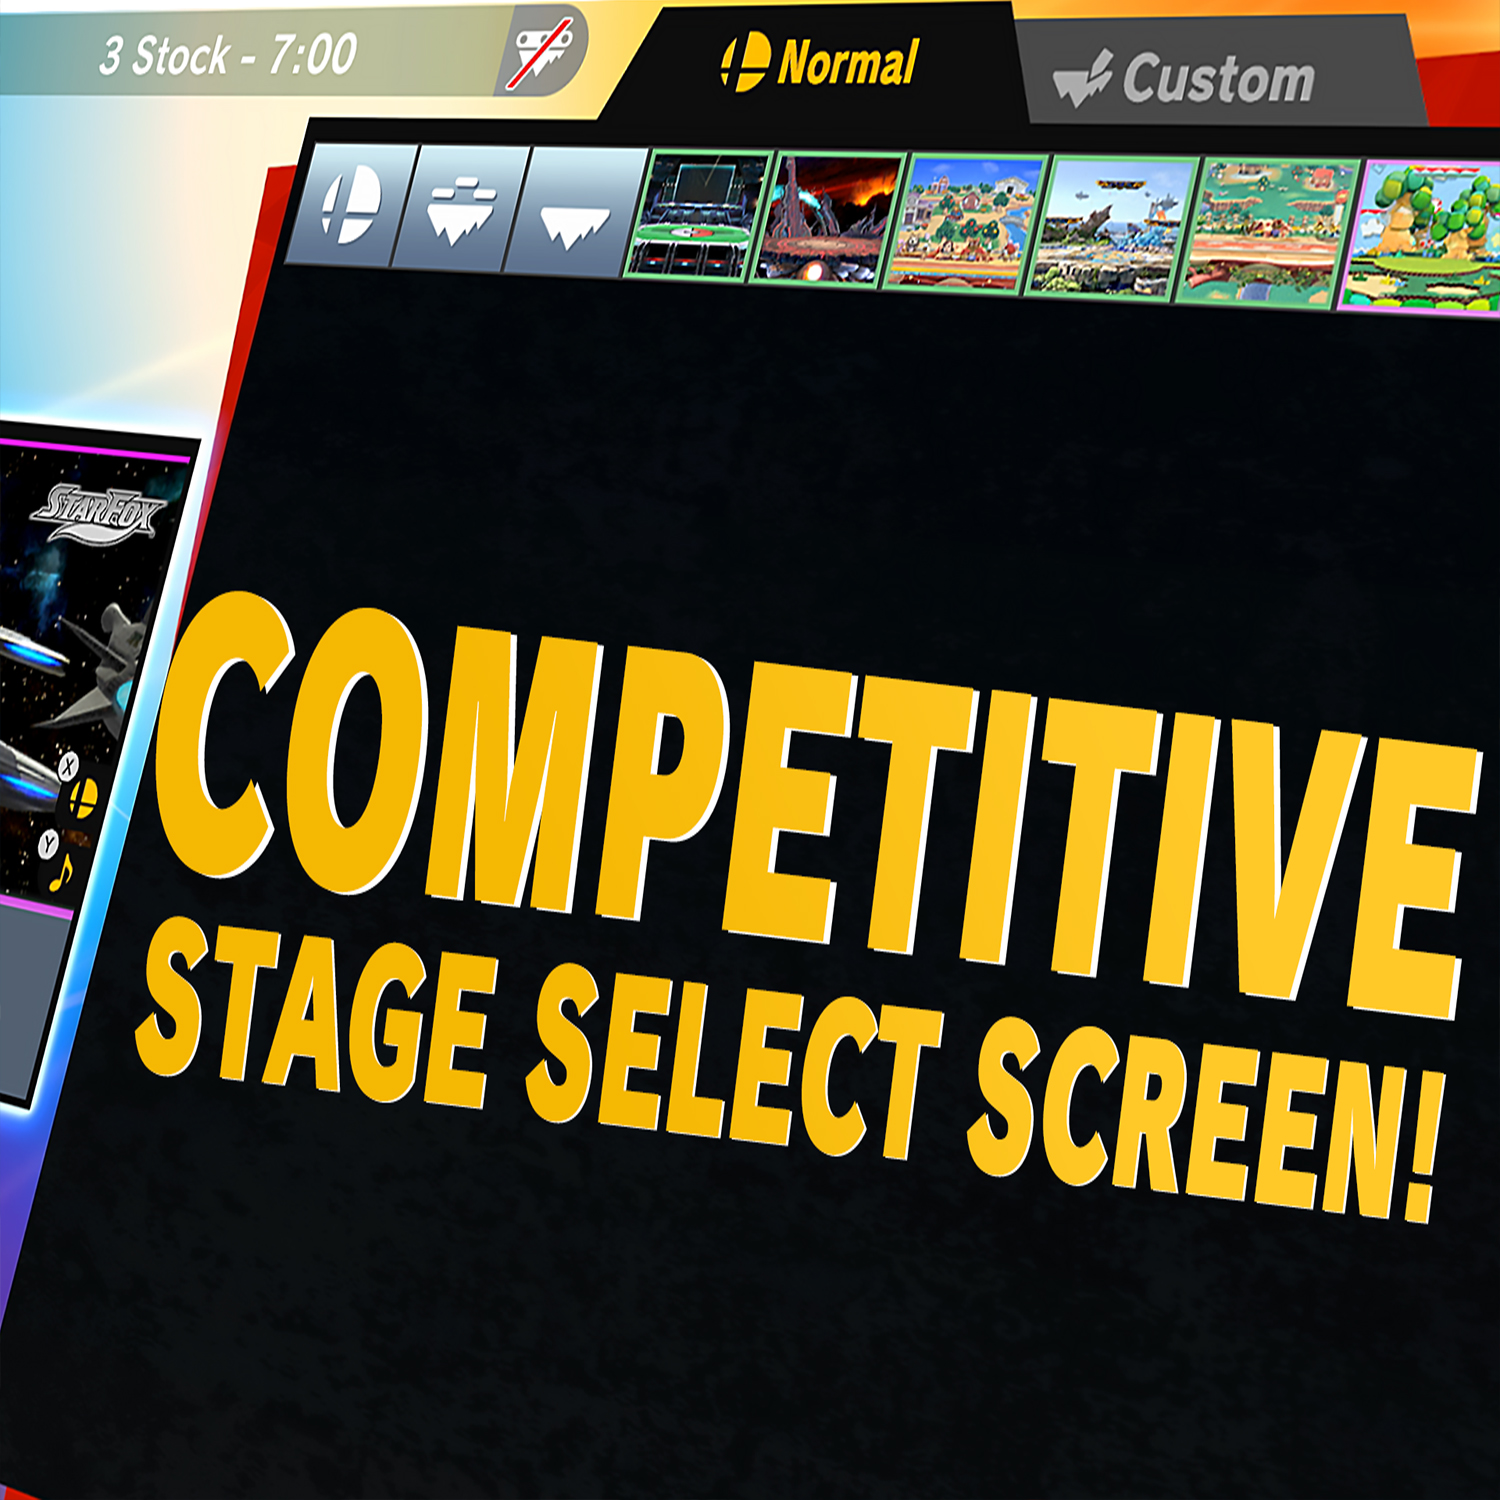 3 Stock - 7:00
Normal
Custom
STARFOX
X
Y
COMPETITIVE
STAGE SELECT SCREEN!